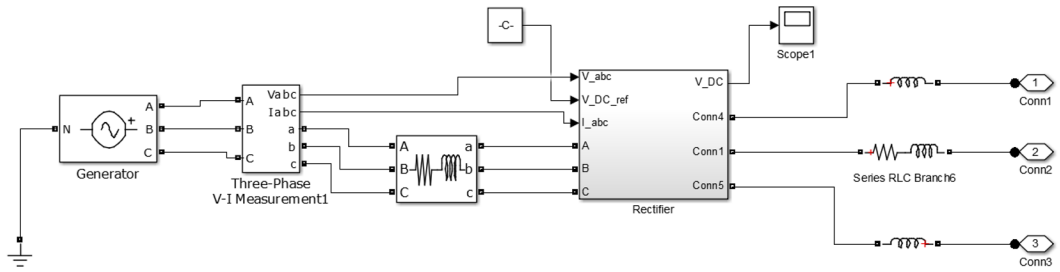 -C-
Scope1
V_abc
V_DC
V_DC_ref
I_abc
Conn4
A
B
C
Conn1
Conn5
Rectifier
N
+
A
B
C
Generator
A
B
C
Vabc
Iabc
a
b
c
Three-Phase
V-I Measurement1
A
B
C
a
b
c
1
Conn1
Series RLC Branch6
2
Conn2
3
Conn3